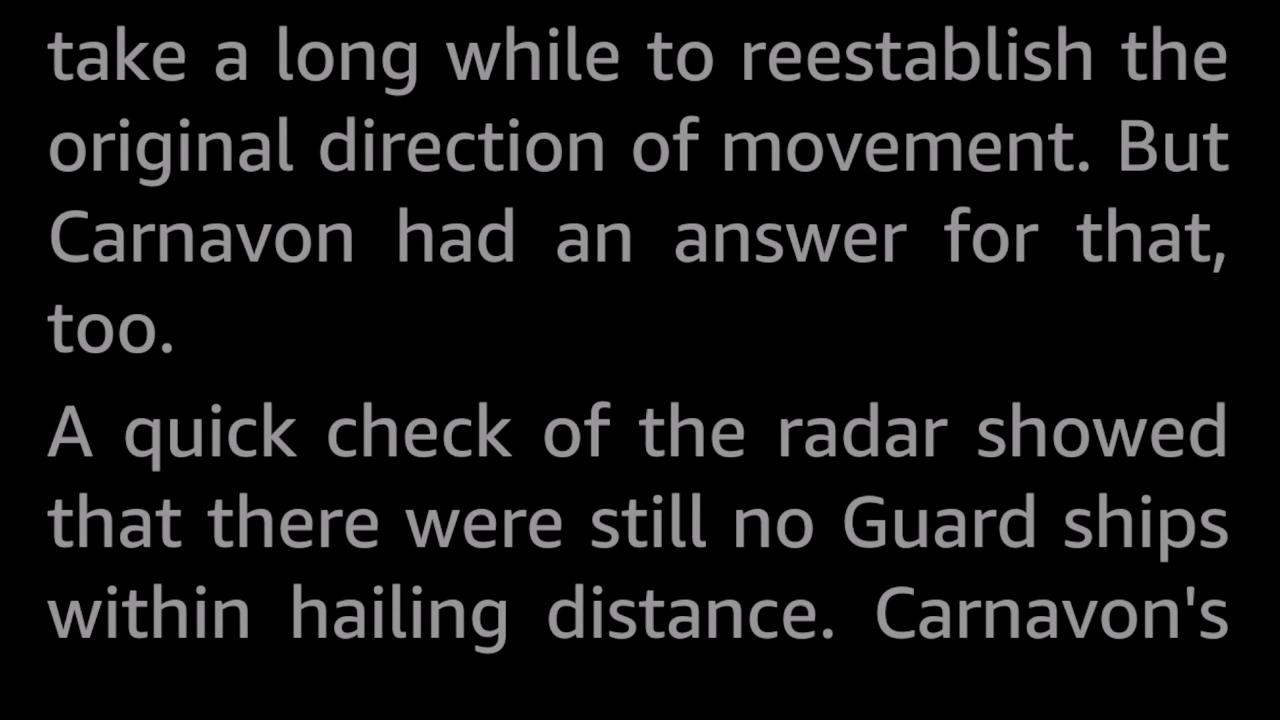 take a long while to reestablish the
original direction of movement. But
Carnavon had an answer for that,
too.
A quick check of the radar showed
that there were still no Guard ships
within hailing distance. Carnavon's